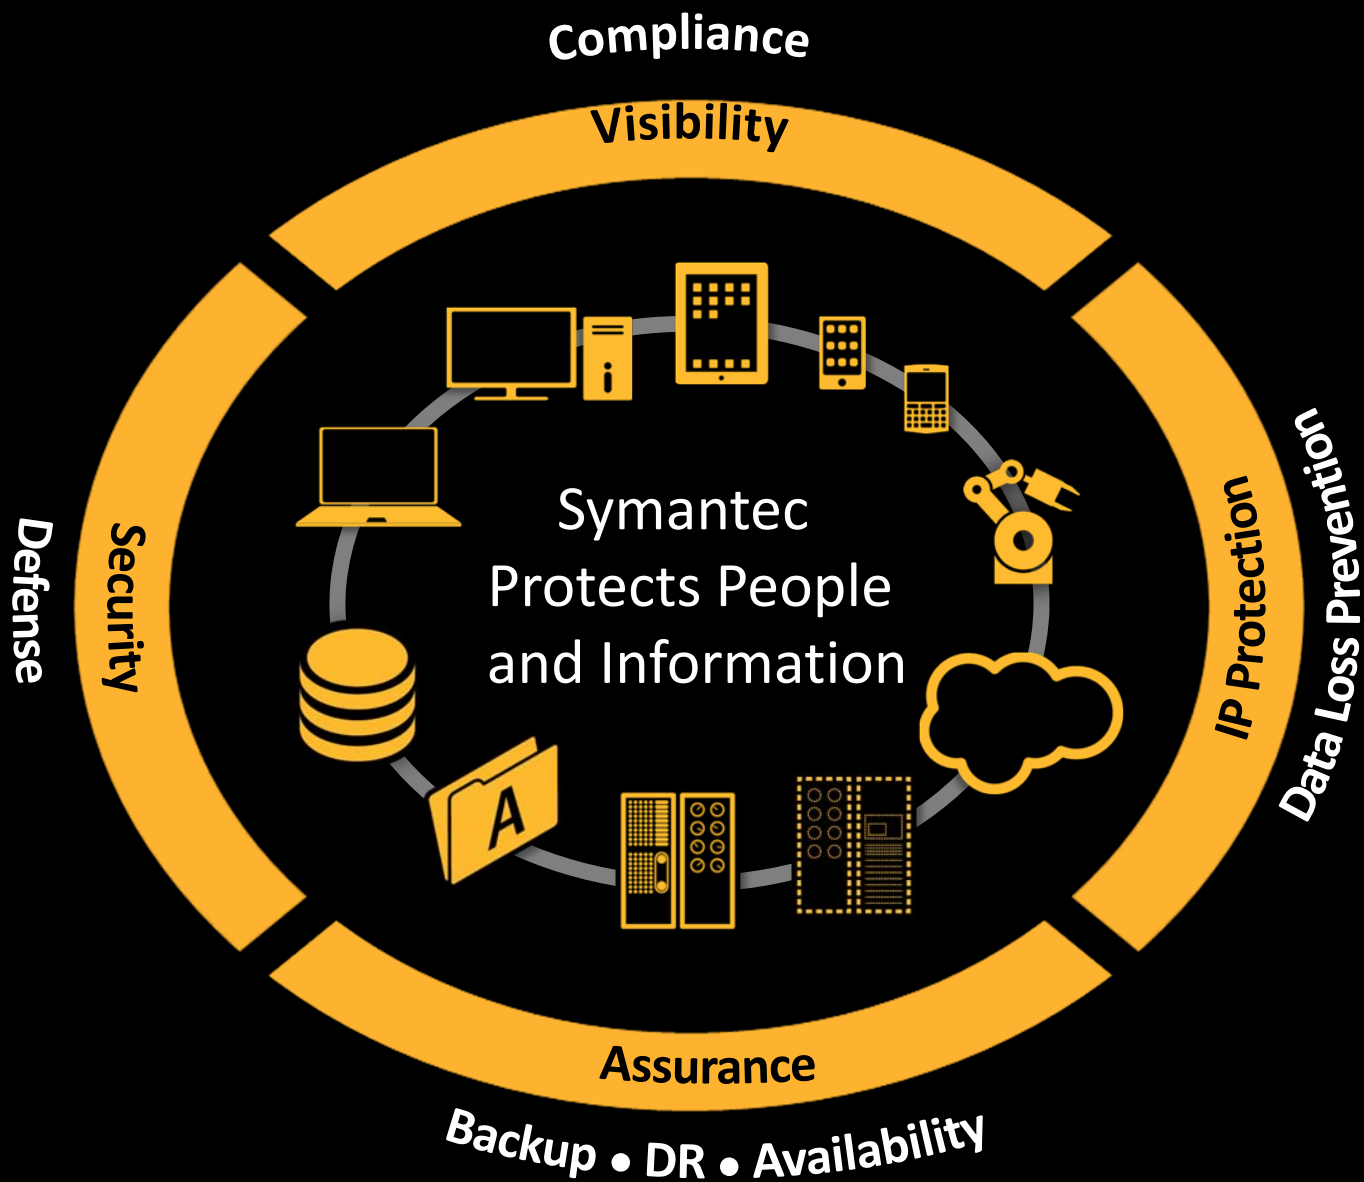 Compliance
Visibility
Defense
Security
Symantec
Protects People
and Information
A
IP Protection
Data Loss Prevention
Assurance
Backup • DR • Availability